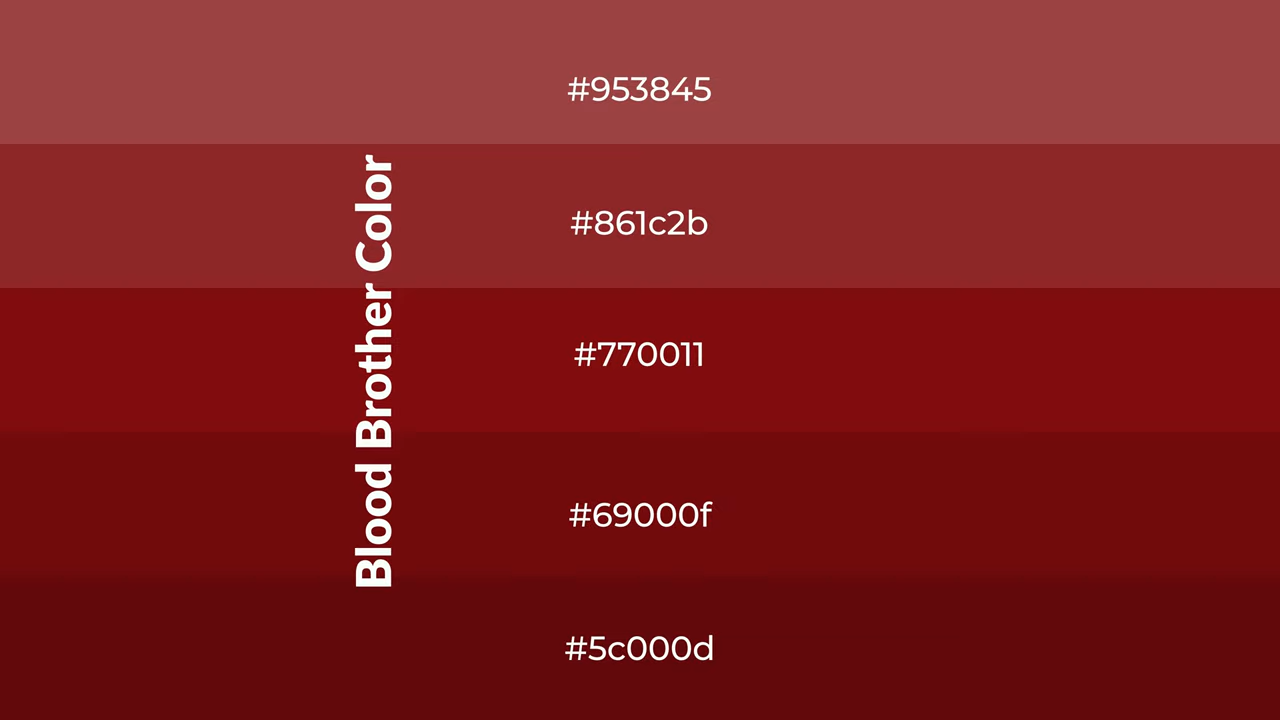 Blood Brother Color
#953845
#861c2b
#770011
#69000f
#5c000d